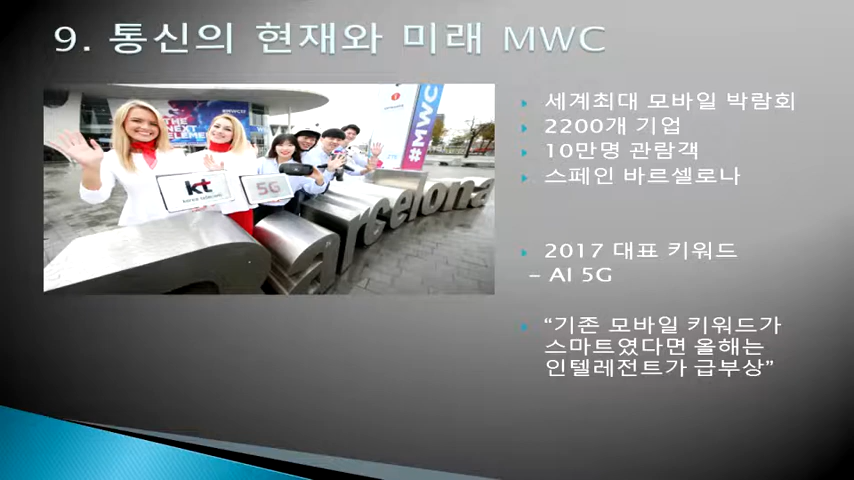 9. 통신의 현재와 미래 MWC
세계최대 모바일 박람회
2200개 기업
10만명 관람객
스페인 바르셀로나
2017 대표 키워드
- AI 5G
“기존 모바일 키워드가
스마트였다면 올해는
인텔레전트가 급부상”
#MWC17
THE
NEXT
ELEMENT
#MWC
kt
5G
arcelona